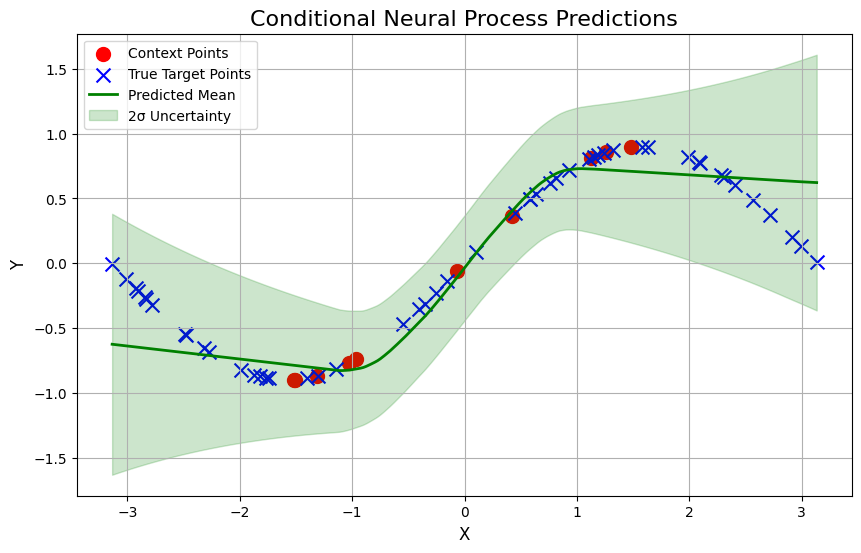 Conditional Neural Process Predictions
Context Points
True Target Points
Predicted Mean
2σ Uncertainty
Y
1.5
1.0
0.5
0.0
−0.5
−1.0
−1.5
−3 −2 −1 0 1 2 3
X